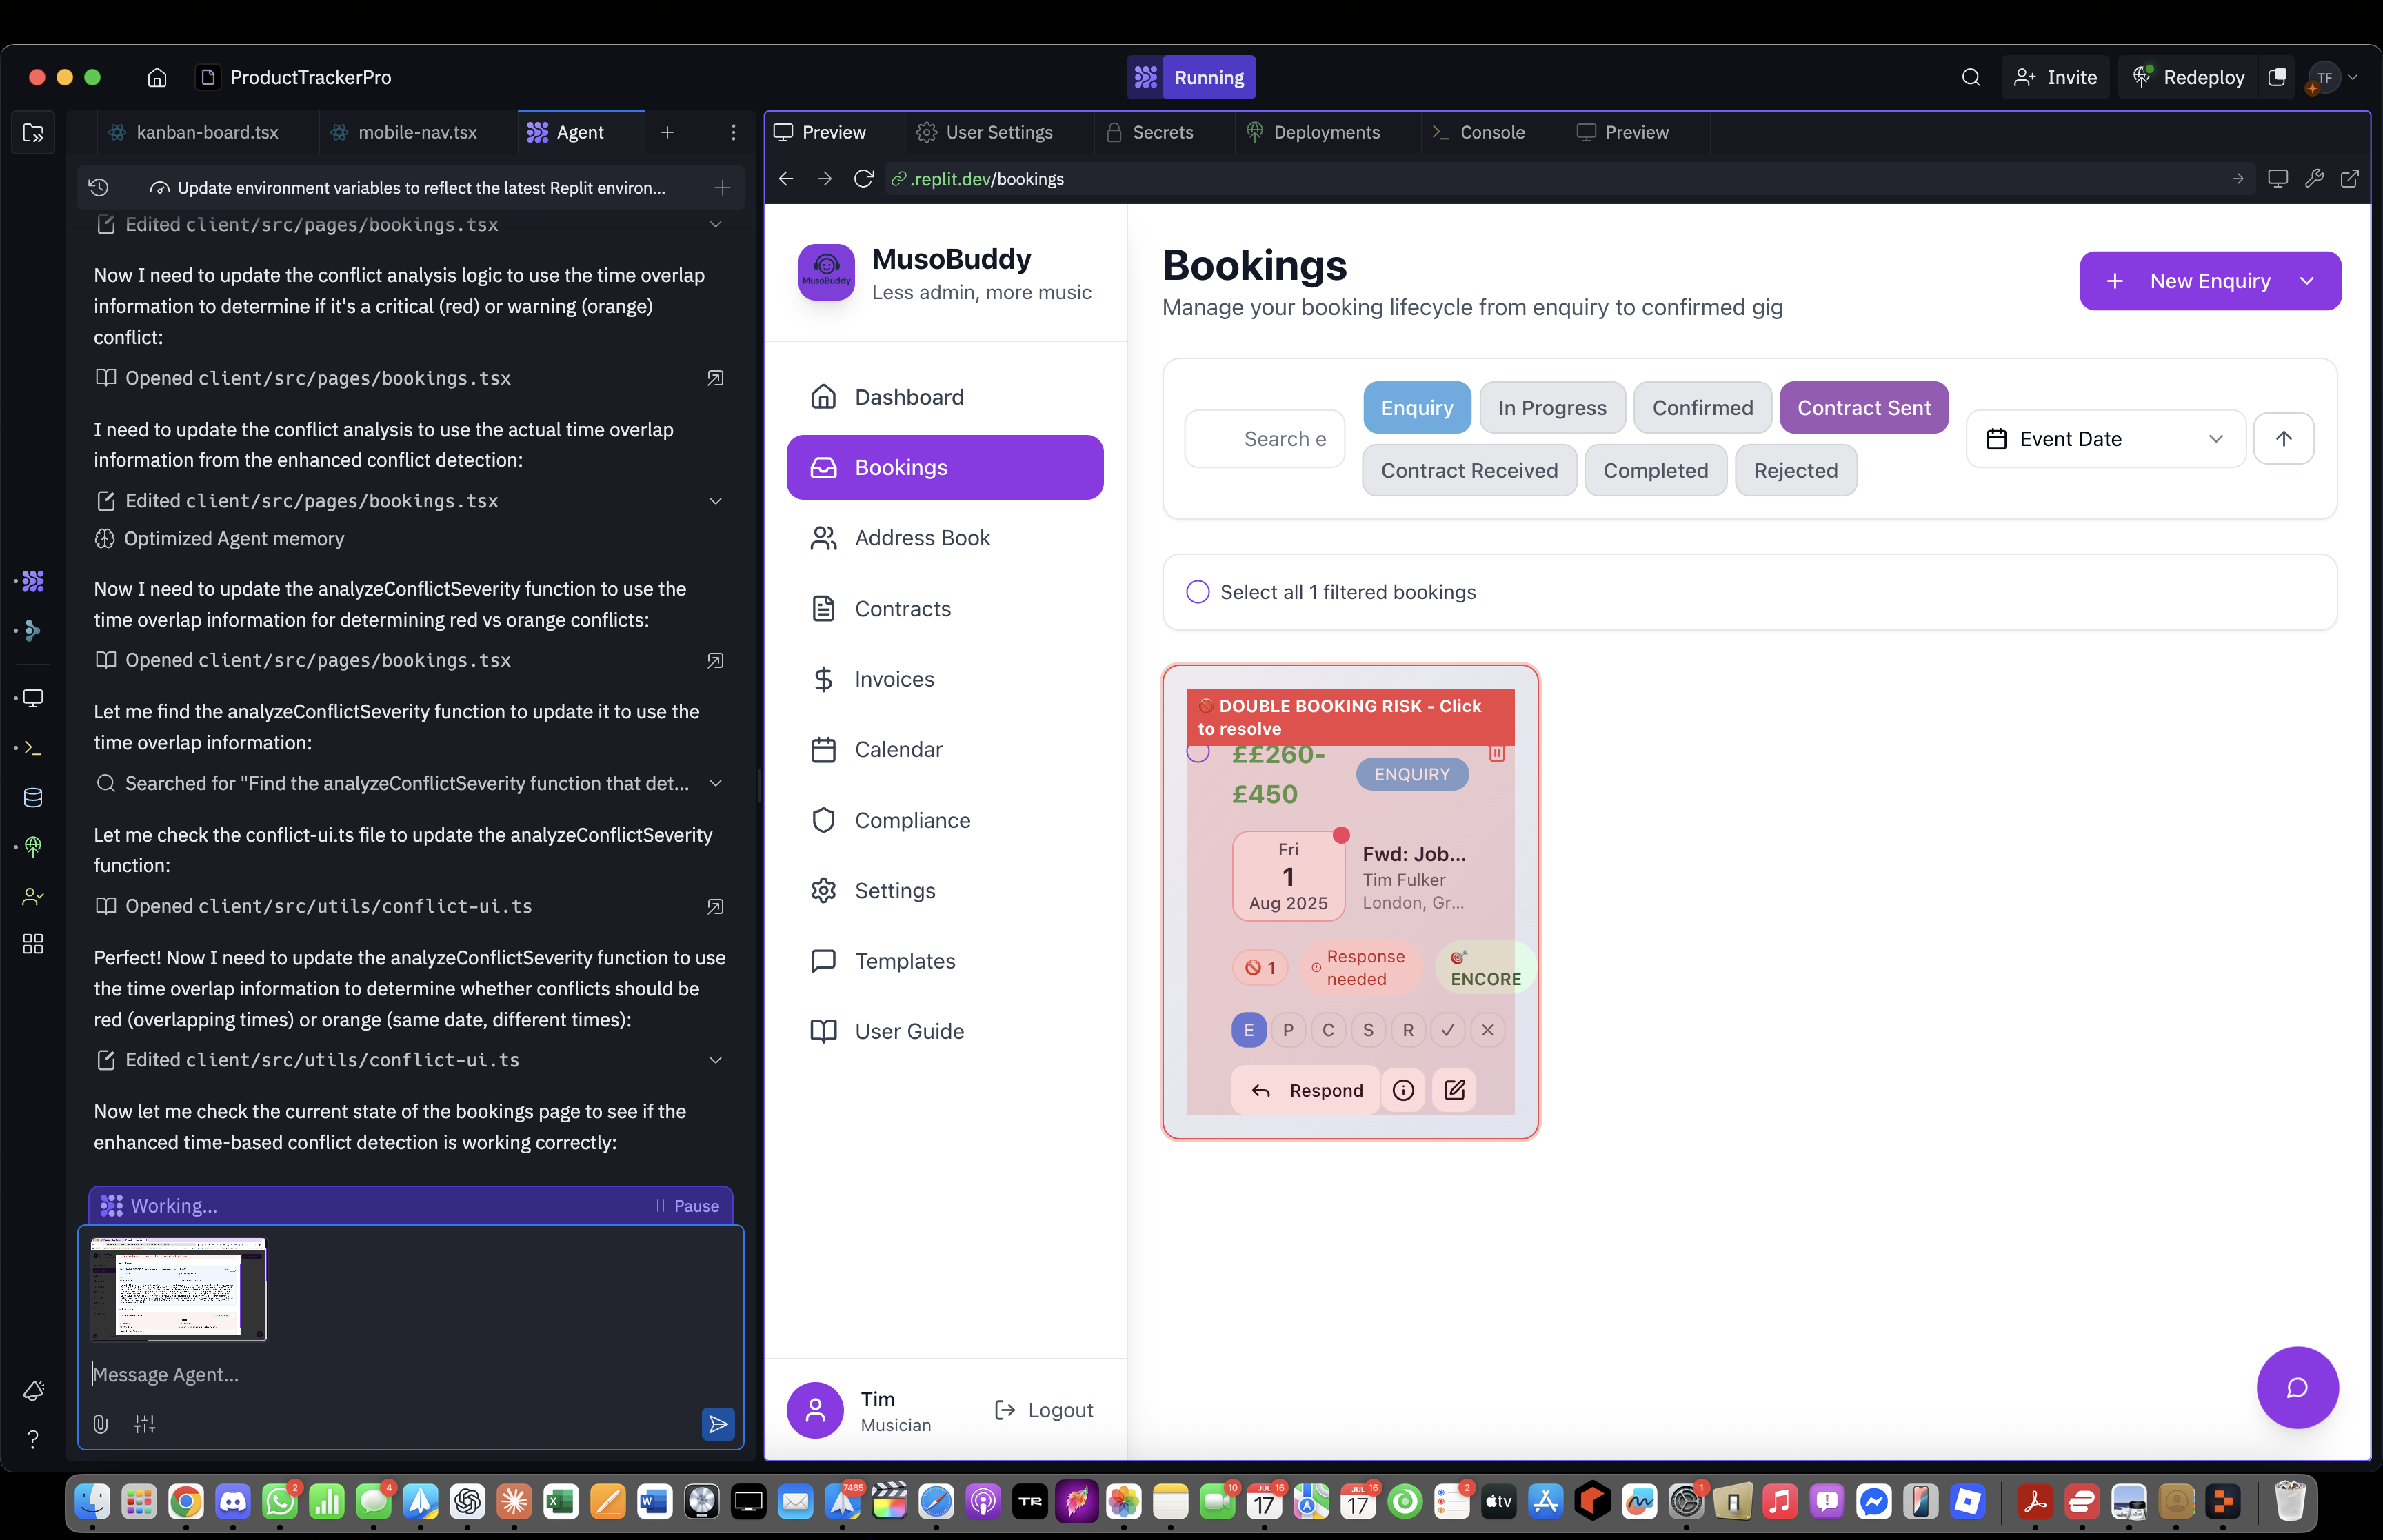 ProductTrackerPro
Running
Invite
Redeploy
TF
kanban-board.tsx
mobile-nav.tsx
Agent
Update environment variables to reflect the latest Replit environ...
Edited client/src/pages/bookings.tsx
Now I need to update the conflict analysis logic to use the time overlap
information to determine if it's a critical (red) or warning (orange)
conflict:
Opened client/src/pages/bookings.tsx
I need to update the conflict analysis to use the actual time overlap
information from the enhanced conflict detection:
Edited client/src/pages/bookings.tsx
Optimized Agent memory
Now I need to update the analyzeConflictSeverity function to use the
time overlap information for determining red vs orange conflicts:
Opened client/src/pages/bookings.tsx
Let me find the analyzeConflictSeverity function to update it to use the
time overlap information:
Searched for "Find the analyzeConflictSeverity function that det...
Let me check the conflict-ui.ts file to update the analyzeConflictSeverity
function:
Opened client/src/utils/conflict-ui.ts
Perfect! Now I need to update the analyzeConflictSeverity function to use
the time overlap information to determine whether conflicts should be
red (overlapping times) or orange (same date, different times):
Edited client/src/utils/conflict-ui.ts
Now let me check the current state of the bookings page to see if the
enhanced time-based conflict detection is working correctly:
Working...
Pause
Message Agent...
Preview
User Settings
Secrets
Deployments
Console
Preview
.replit.dev/bookings
MusoBuddy
MusoBuddy
Less admin, more music
Dashboard
Bookings
Address Book
Contracts
Invoices
Calendar
Compliance
Settings
Templates
User Guide
Tim
Musician
Logout
Bookings
Manage your booking lifecycle from enquiry to confirmed gig
New Enquiry
Search e
Enquiry
In Progress
Confirmed
Contract Sent
Contract Received
Completed
Rejected
Event Date
Select all 1 filtered bookings
DOUBLE BOOKING RISK - Click
to resolve
££260-
£450
ENQUIRY
Fri
1
Aug 2025
Fwd: Job...
Tim Fulker
London, Gr...
1
Response
needed
ENCORE
E P C S R
Respond
2
4
7485
TR
10
JUL 16
17
JUL 16
17
2
tv
1